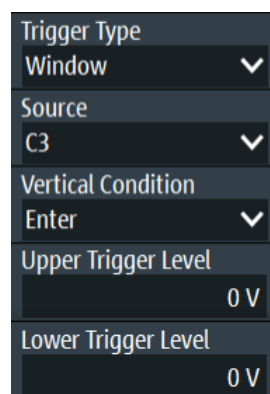 Trigger Type
Window
Source
C3
Vertical Condition
Enter
Upper Trigger Level
0 V
Lower Trigger Level
0 V